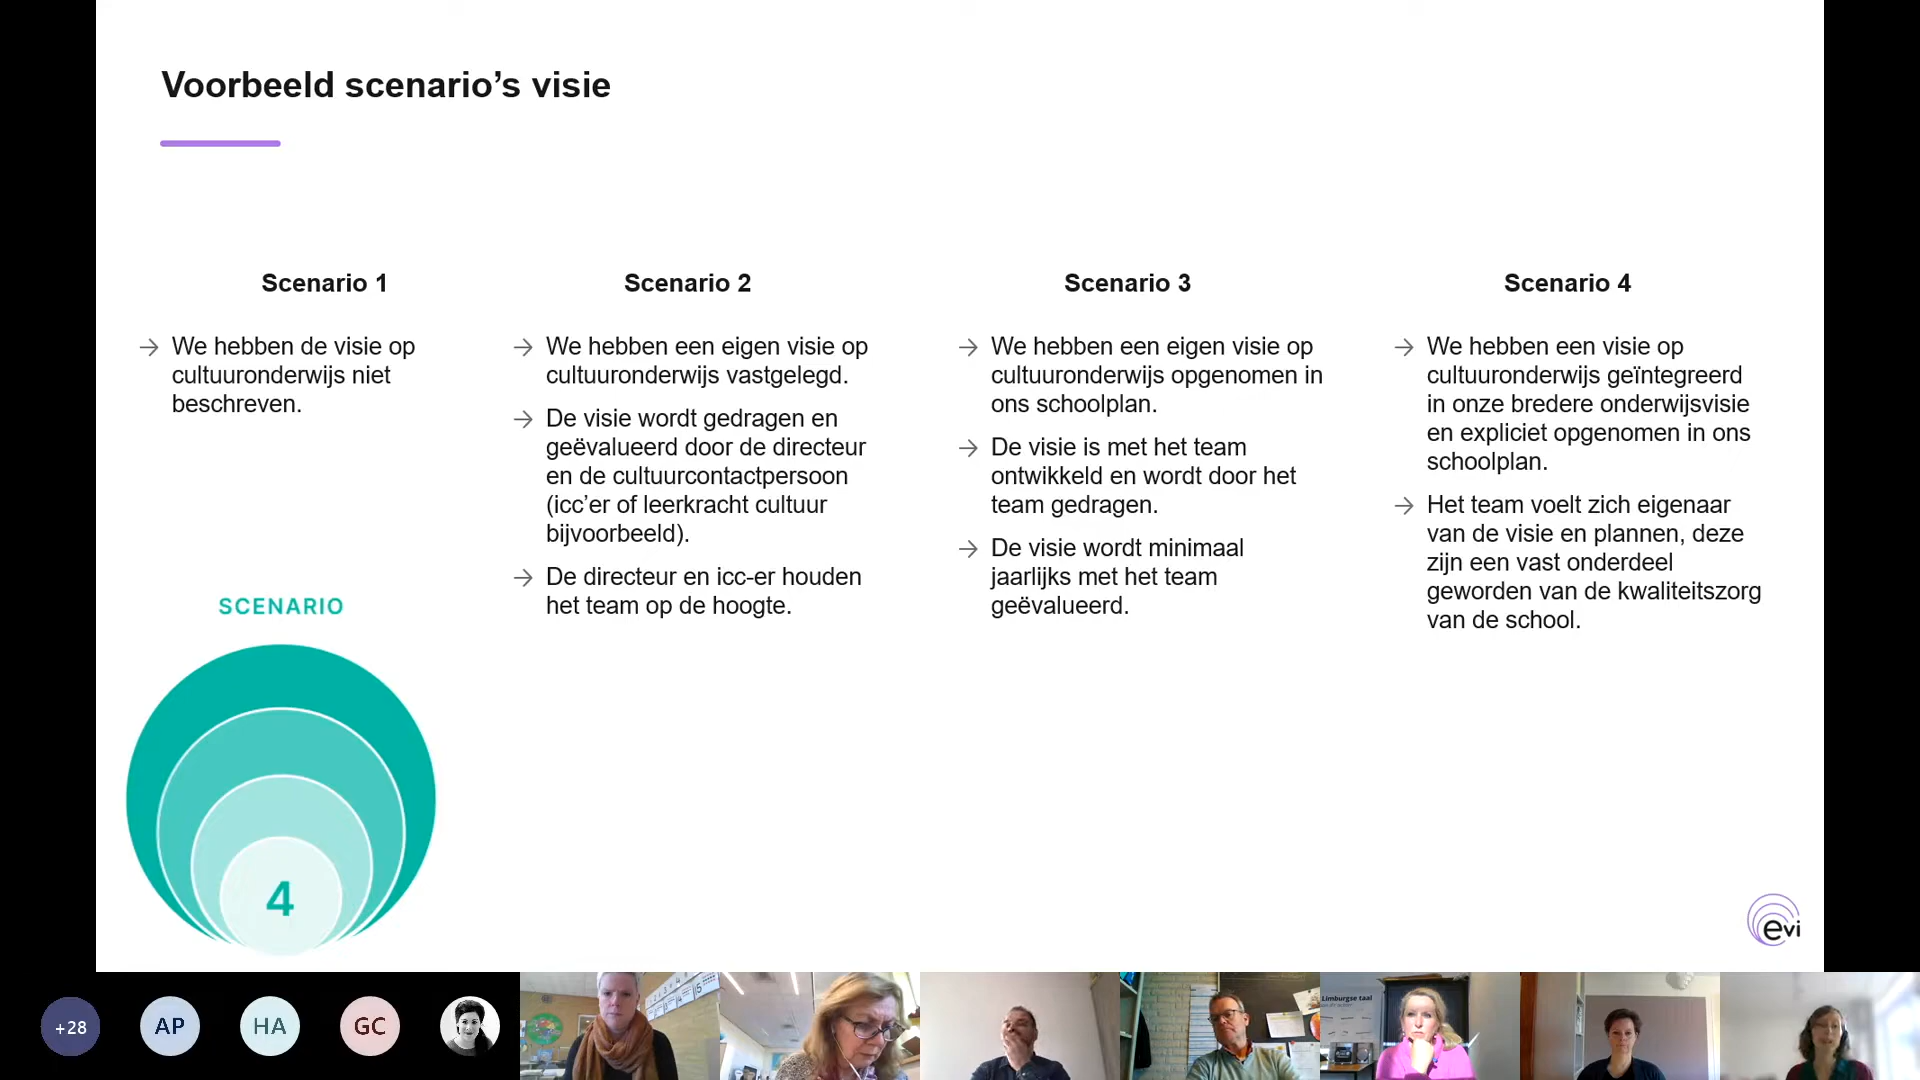 Voorbeeld scenario’s visie
Scenario 1
We hebben de visie op
cultuuronderwijs niet
beschreven.
Scenario 2
We hebben een eigen visie op
cultuuronderwijs vastgelegd.
De visie wordt gedragen en
geëvalueerd door de directeur
en de cultuurcontactpersoon
(icc’er of leerkracht cultuur
bijvoorbeeld).
De directeur en icc-er houden
het team op de hoogte.
Scenario 3
We hebben een eigen visie op
cultuuronderwijs opgenomen in
ons schoolplan.
De visie is met het team
ontwikkeld en wordt door het
team gedragen.
De visie wordt minimaal
jaarlijks met het team
geëvalueerd.
Scenario 4
We hebben een visie op
cultuuronderwijs geïntegreerd
in onze bredere onderwijsvisie
en expliciet opgenomen in ons
schoolplan.
Het team voelt zich eigenaar
van de visie en plannen, deze
zijn een vast onderdeel
geworden van de kwaliteitszorg
van de school.
SCENARIO
4
evi
+28
AP
HA
GC
Limburgse taal